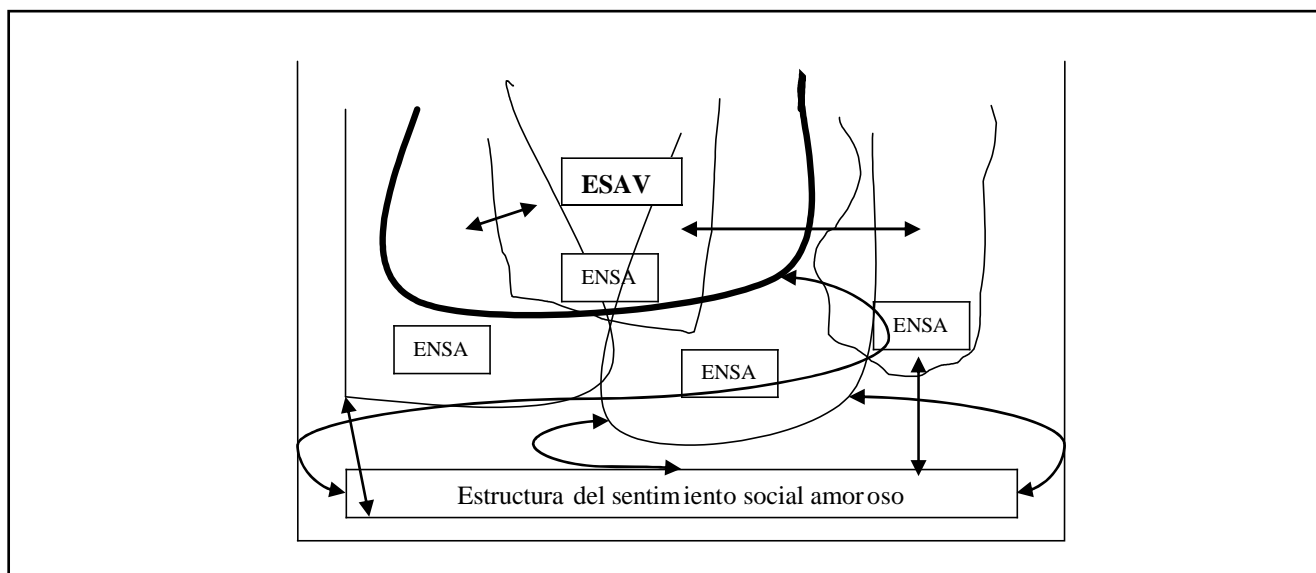 ESAV
ENSA
ENSA
ENSA
ENSA
Estructura del sentimiento social amoroso